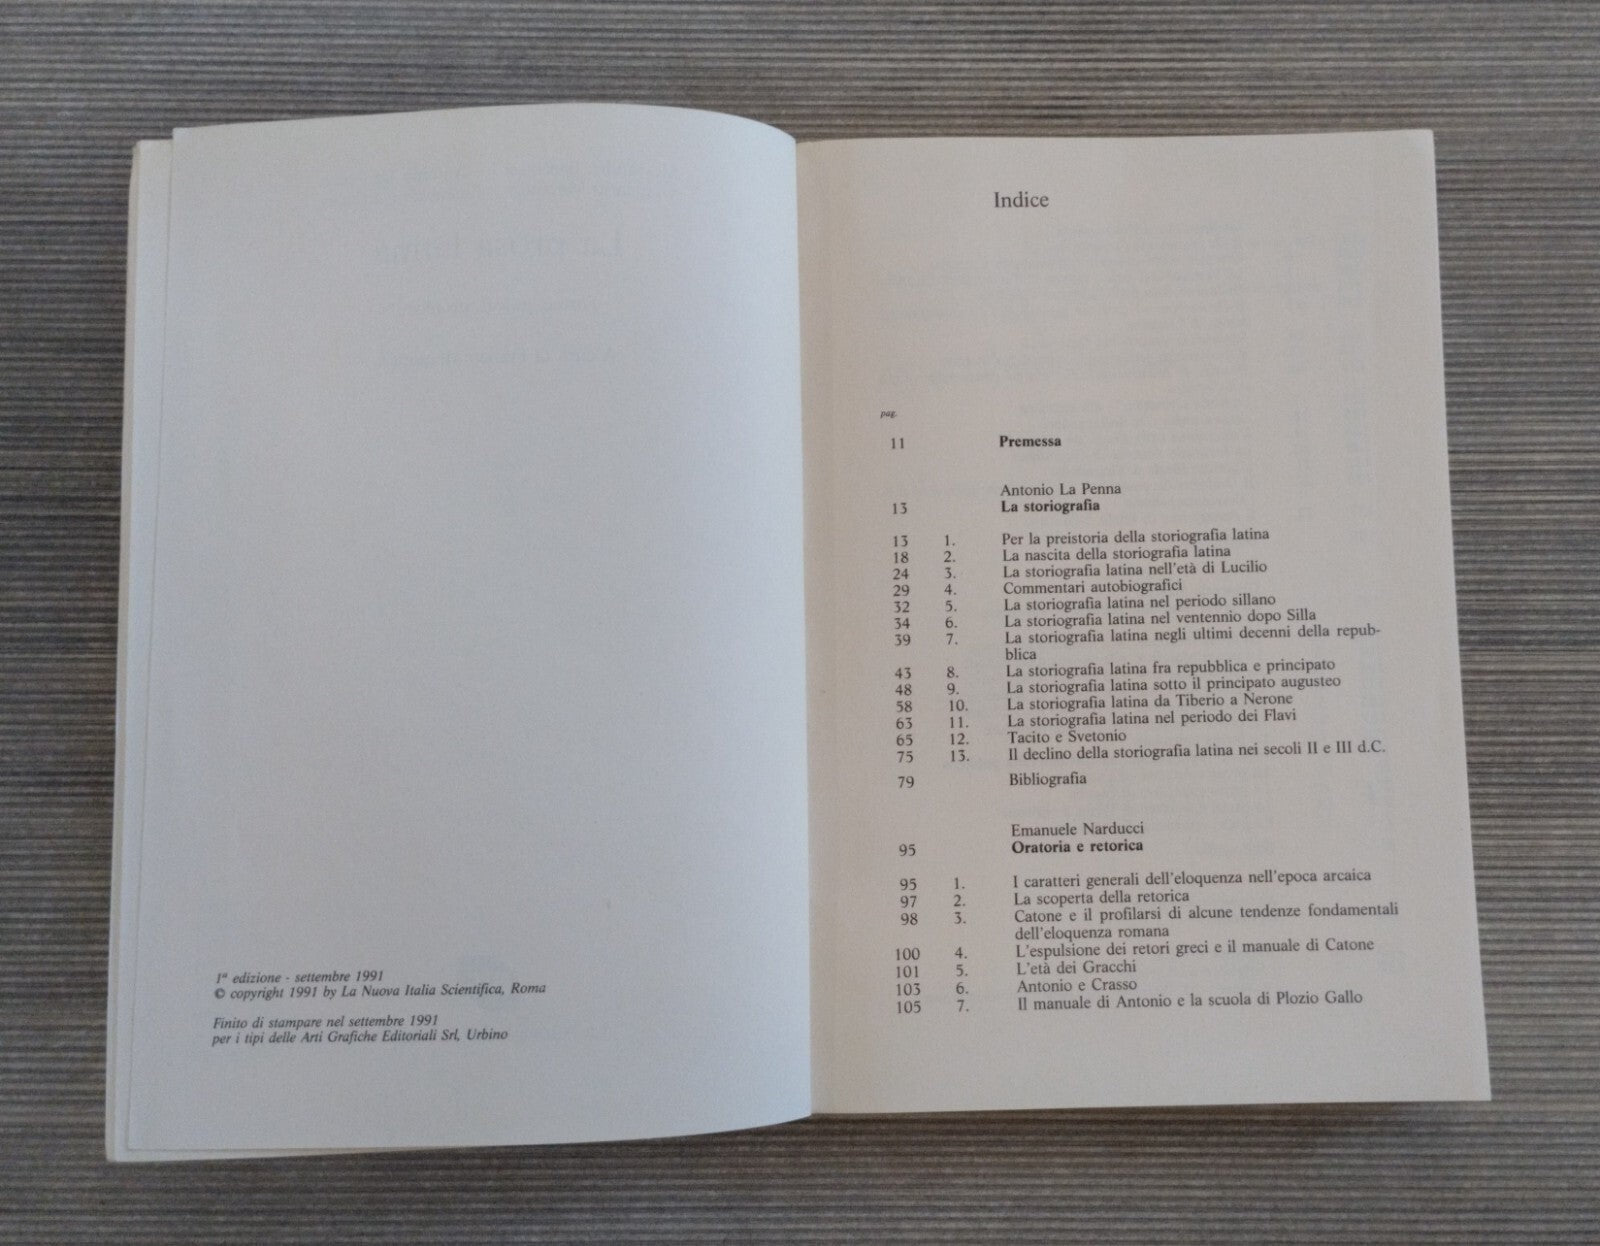 1ª edizione - settembre 1991
© copyright 1991 by La Nuova Italia Scientifica, Roma
Finito di stampare nel settembre 1991
per i tipi delle Arti Grafiche Editoriali Srl, Urbino
Indice
pag.
11 Premessa
Antonio La Penna
13 La storiografia
13 1. Per la preistoria della storiografia latina
18 2. La nascita della storiografia latina
24 3. La storiografia latina nell'età di Lucilio
29 4. Commentari autobiografici
32 5. La storiografia latina nel periodo sillano
34 6. La storiografia latina nel ventennio dopo Silla
39 7. La storiografia latina negli ultimi decenni della repub-
blica
43 8. La storiografia latina fra repubblica e principato
48 9. La storiografia latina sotto il principato augusteo
58 10. La storiografia latina da Tiberio a Nerone
63 11. La storiografia latina nel periodo dei Flavi
65 12. Tacito e Svetonio
75 13. Il declino della storiografia latina nei secoli II e III d.C.
79 Bibliografia
Emanuele Narducci
95 Oratoria e retorica
95 1. I caratteri generali dell'eloquenza nell'epoca arcaica
97 2. La scoperta della retorica
98 3. Catone e il profilarsi di alcune tendenze fondamentali
dell'eloquenza romana
100 4. L'espulsione dei retori greci e il manuale di Catone
101 5. L'età dei Gracchi
103 6. Antonio e Crasso
105 7. Il manuale di Antonio e la scuola di Plozio Gallo